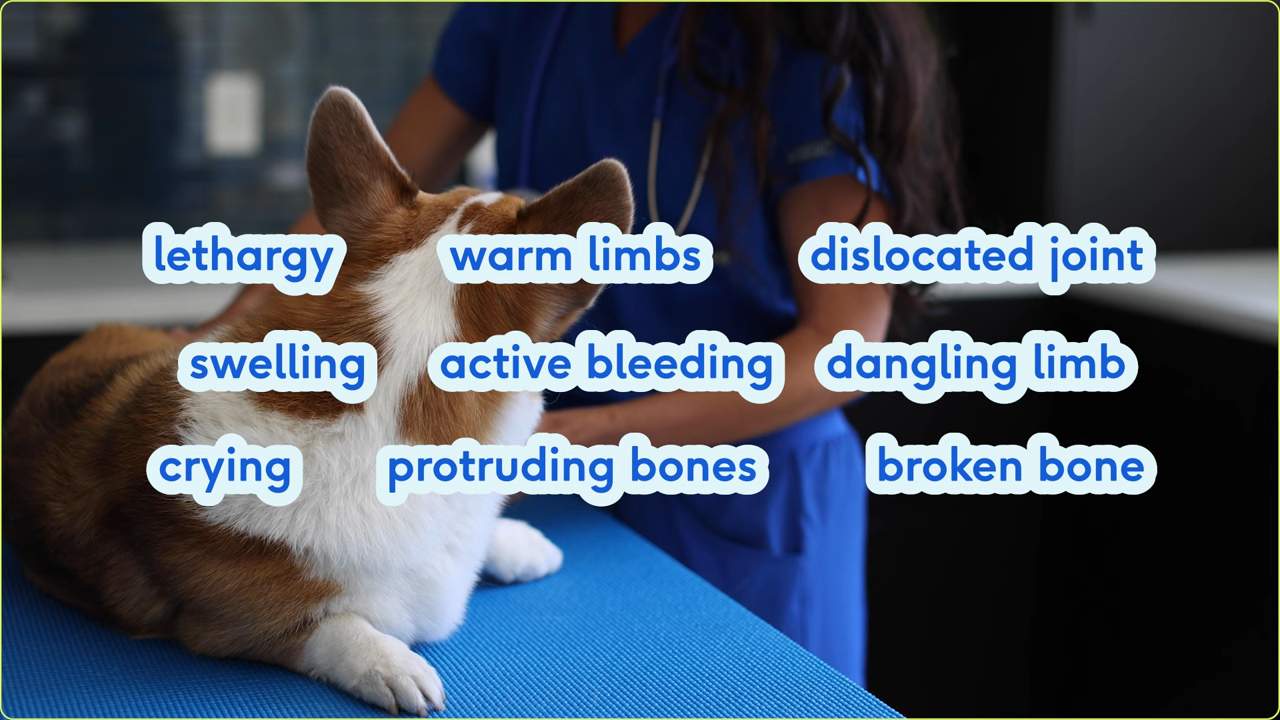 lethargy warm limbs dislocated joint
swelling active bleeding dangling limb
crying protruding bones broken bone